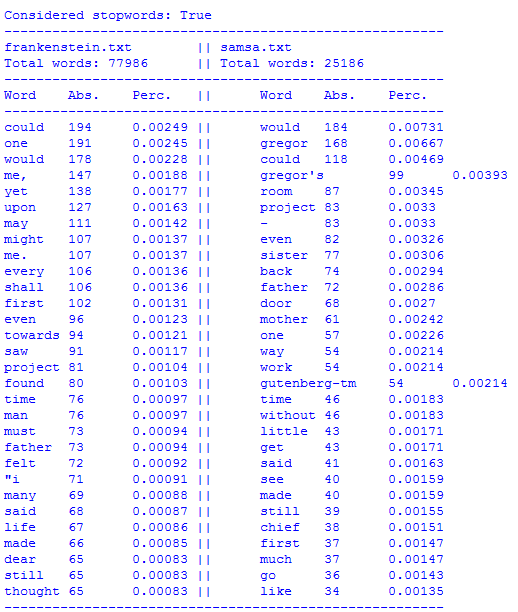 Considered stopwords: True
-------------------------------------------------------
frankenstein.txt        || samsa.txt
Total words: 77986      || Total words: 25186
-------------------------------------------------------
Word    Abs.    Perc.   ||      Word    Abs.    Perc.
-------------------------------------------------------
could   194     0.00249 ||      would   184     0.00731
one     191     0.00245 ||      gregor  168     0.00667
would   178     0.00228 ||      could   118     0.00469
me,     147     0.00188 ||      gregor's        99      0.00393
yet     138     0.00177 ||      room    87      0.00345
upon    127     0.00163 ||      project 83      0.0033
may     111     0.00142 ||      -       83      0.0033
might   107     0.00137 ||      even    82      0.00326
me.     107     0.00137 ||      sister  77      0.00306
every   106     0.00136 ||      back    74      0.00294
shall   106     0.00136 ||      father  72      0.00286
first   102     0.00131 ||      door    68      0.0027
even    96      0.00123 ||      mother  61      0.00242
towards 94      0.00121 ||      one     57      0.00226
saw     91      0.00117 ||      way     54      0.00214
project 81      0.00104 ||      work    54      0.00214
found   80      0.00103 ||      gutenberg-tm    54      0.00214
time    76      0.00097 ||      time    46      0.00183
man     76      0.00097 ||      without 46      0.00183
must    73      0.00094 ||      little  43      0.00171
father  73      0.00094 ||      get     43      0.00171
felt    72      0.00092 ||      said    41      0.00163
"i      71      0.00091 ||      see     40      0.00159
many    69      0.00088 ||      made    40      0.00159
said    68      0.00087 ||      still   39      0.00155
life    67      0.00086 ||      chief   38      0.00151
made    66      0.00085 ||      first   37      0.00147
dear    65      0.00083 ||      much    37      0.00147
still   65      0.00083 ||      go      36      0.00143
thought 65      0.00083 ||      like    34      0.00135
-------------------------------------------------------